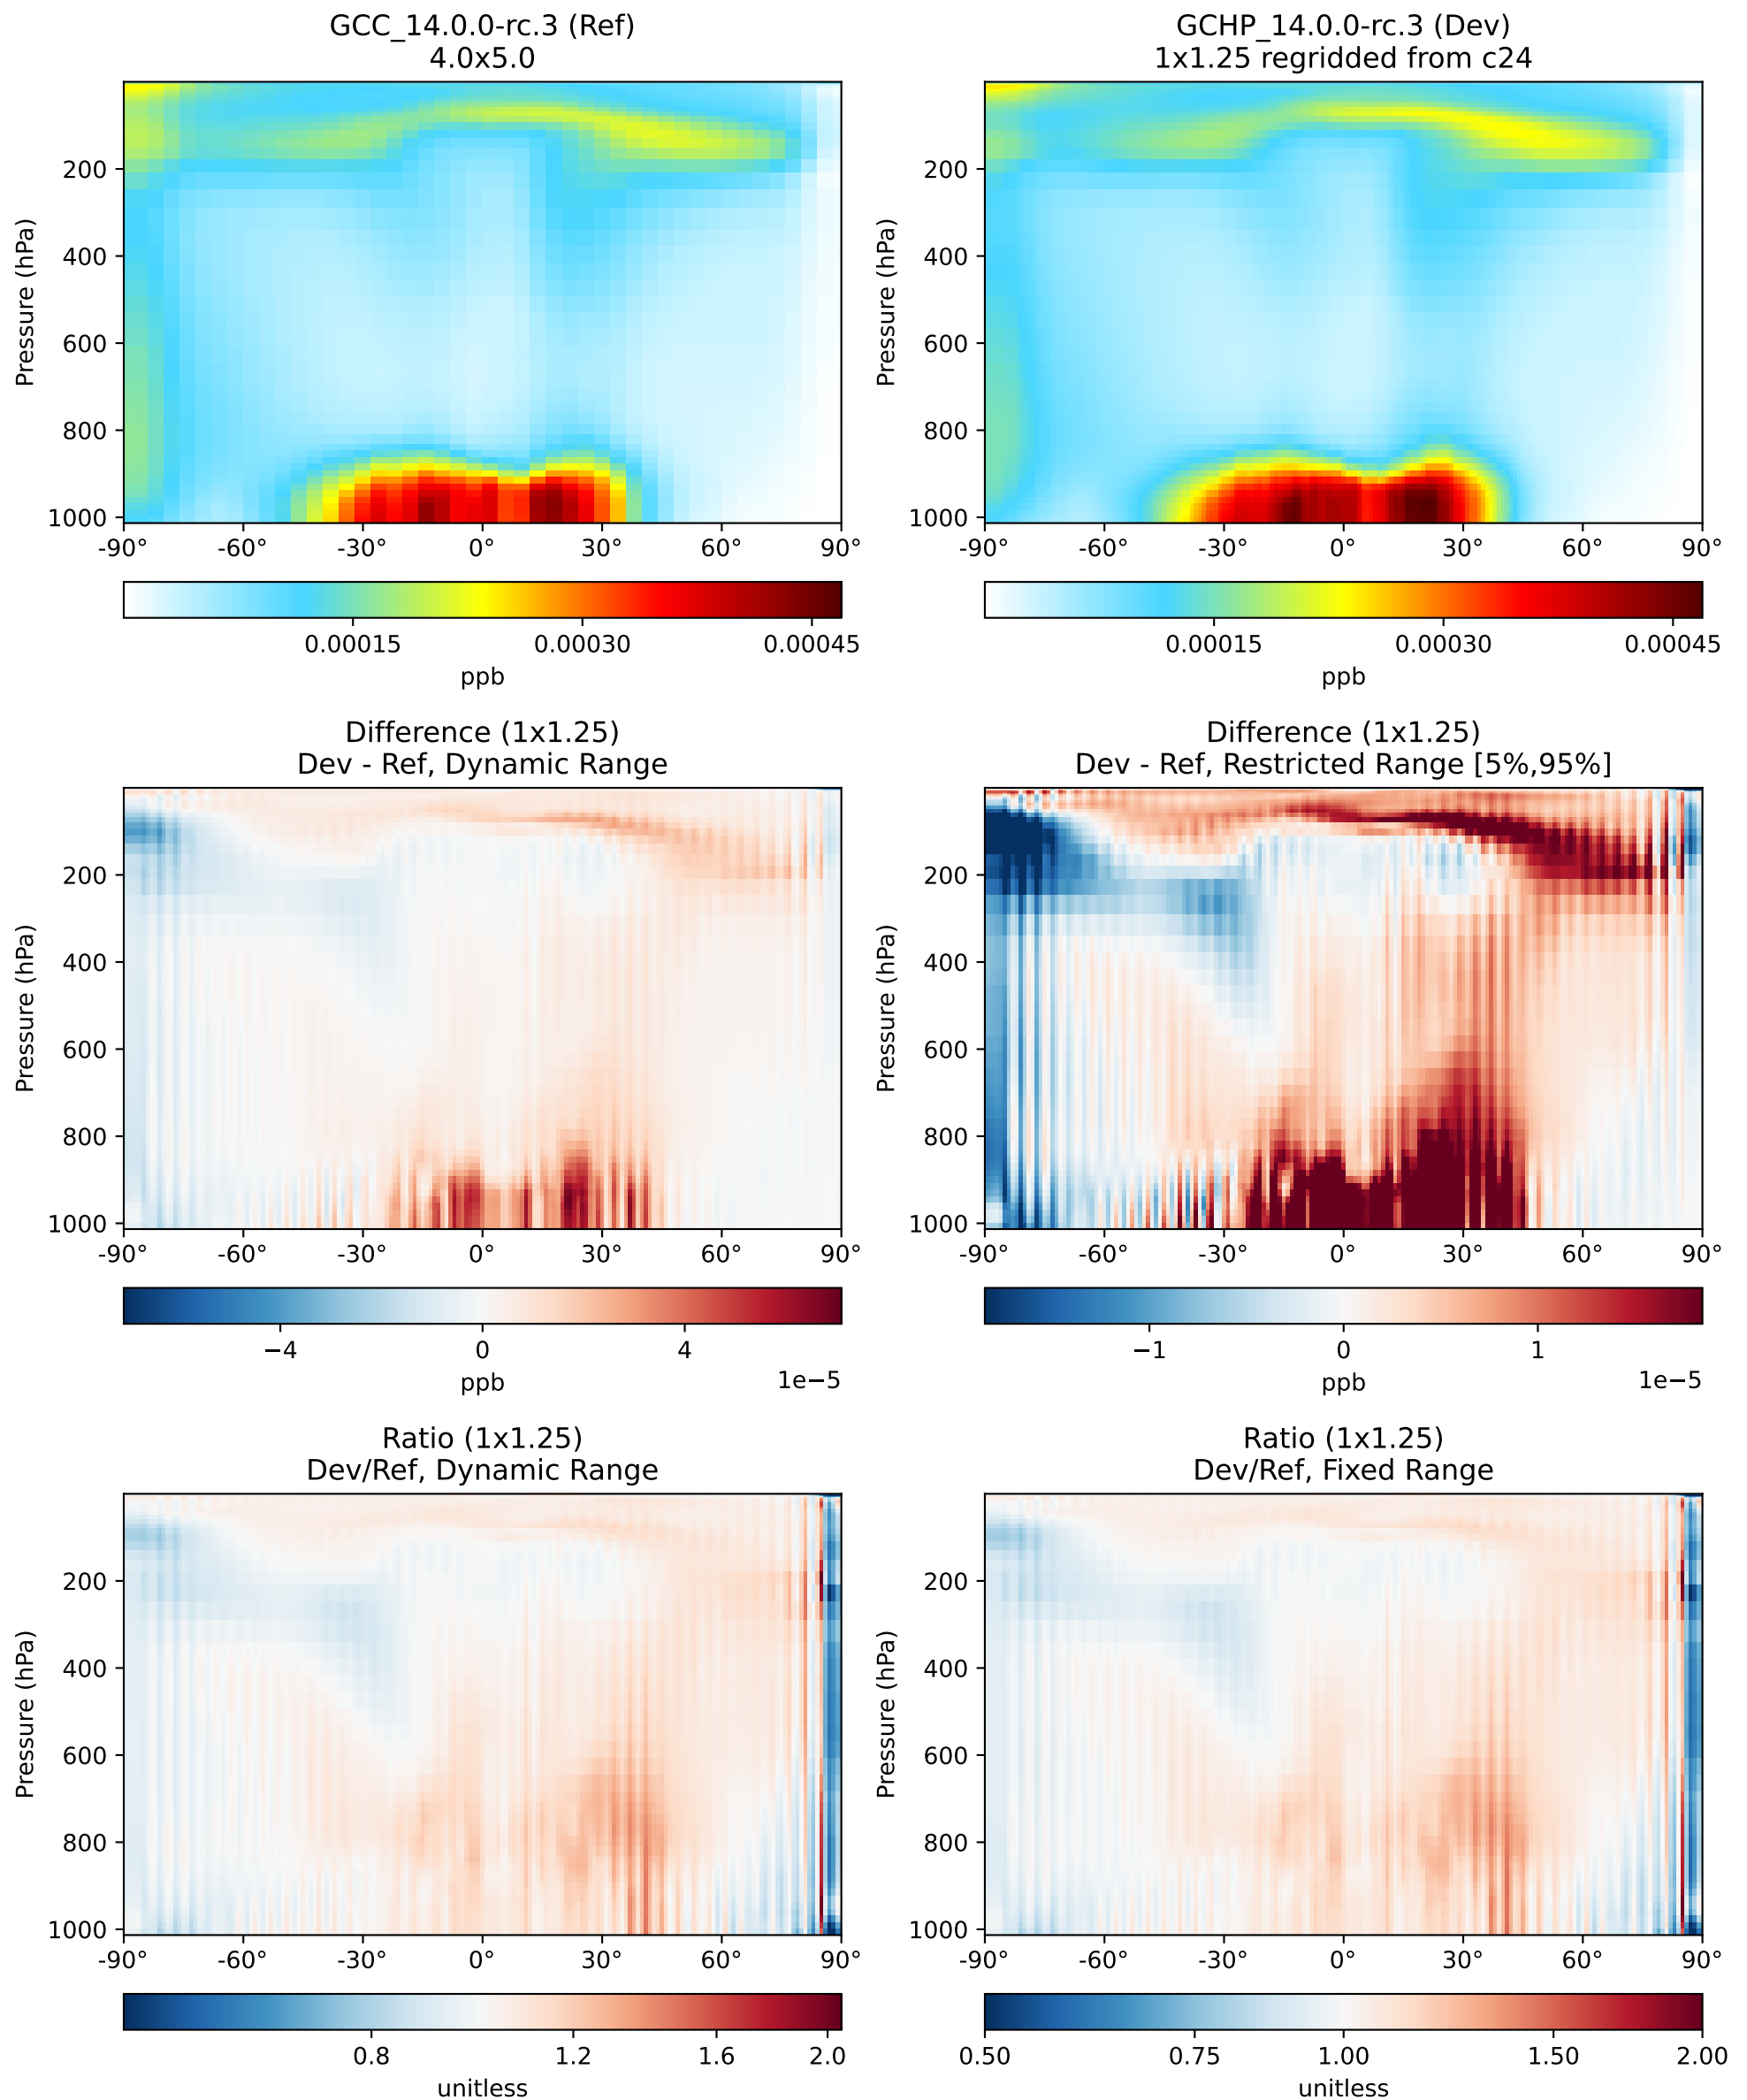 GCC_14.0.0-rc.3 (Ref)
4.0x5.0
GCHP_14.0.0-rc.3 (Dev)
1x1.25 regridded from c24
Pressure (hPa)
200
400
600
800
1000
-90° -60° -30° 0° 30° 60° 90°
0.00015 0.00030 0.00045
ppb
Pressure (hPa)
200
400
600
800
1000
-90° -60° -30° 0° 30° 60° 90°
0.00015 0.00030 0.00045
ppb
Difference (1x1.25)
Dev - Ref, Dynamic Range
Difference (1x1.25)
Dev - Ref, Restricted Range [5%,95%]
Pressure (hPa)
200
400
600
800
1000
-90° -60° -30° 0° 30° 60° 90°
−4 0 4
1e−5
ppb
Pressure (hPa)
200
400
600
800
1000
-90° -60° -30° 0° 30° 60° 90°
−1 0 1
1e−5
ppb
Ratio (1x1.25)
Dev/Ref, Dynamic Range
Ratio (1x1.25)
Dev/Ref, Fixed Range
Pressure (hPa)
200
400
600
800
1000
-90° -60° -30° 0° 30° 60° 90°
0.8 1.2 1.6 2.0
unitless
Pressure (hPa)
200
400
600
800
1000
-90° -60° -30° 0° 30° 60° 90°
0.50 0.75 1.00 1.50 2.00
unitless